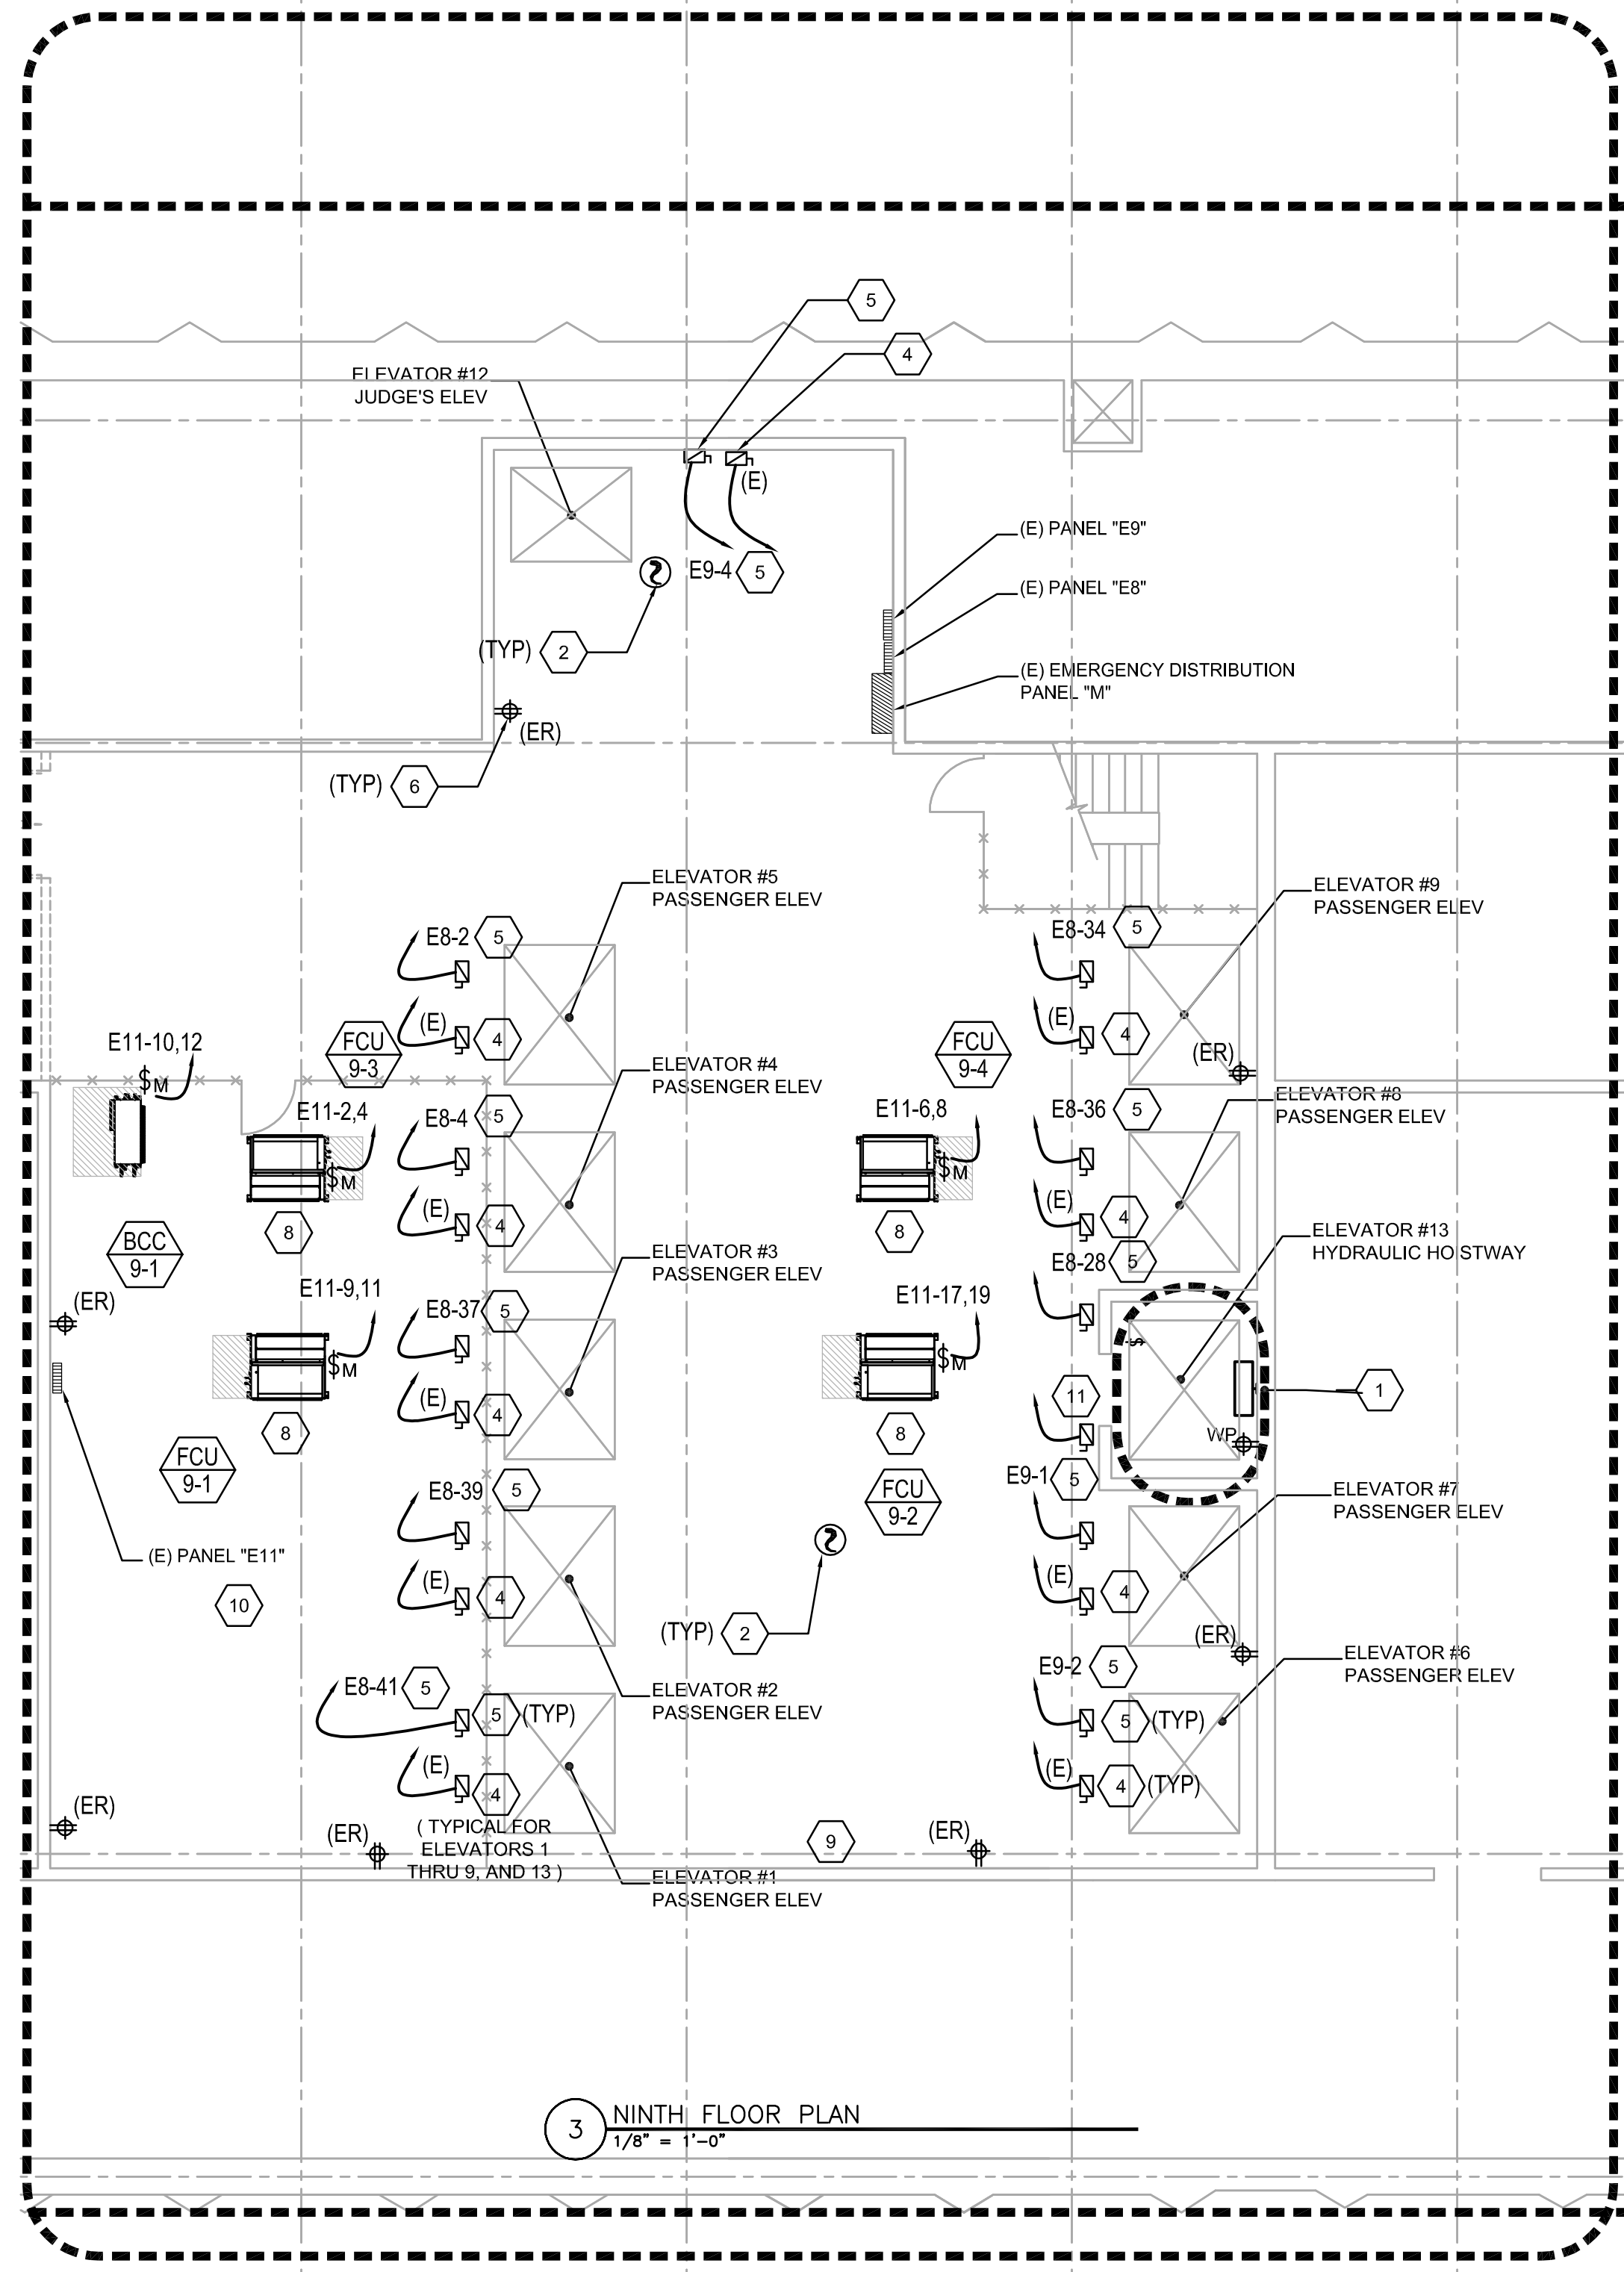 5
4
ELEVATOR #12
JUDGE'S ELEV
(E)
(E) PANEL "E9"
E9-4 5
(E) PANEL "E8"
(TYP) 2
(E) EMERGENCY DISTRIBUTION
PANEL "M"
(ER)
(TYP) 6
ELEVATOR #5
PASSENGER ELEV
ELEVATOR #9
PASSENGER ELEV
E8-2 5
E8-34 5
(E) 4
(E) 4
E11-10,12
FCU
9-3
FCU
9-4
(ER)
$M
ELEVATOR #4
PASSENGER ELEV
ELEVATOR #8
PASSENGER ELEV
E11-2,4
E8-4 5
E11-6,8
E8-36 5
$M
$M
(E) 4
(E) 4
8
8
BCC
9-1
ELEVATOR #3
PASSENGER ELEV
ELEVATOR #13
HYDRAULIC HOISTWAY
E8-28 5
E11-9,11
E11-17,19
(ER)
E8-37 5
$
$M
$M
11
1
(E) 4
8
8
WP
FCU
9-1
E9-1 5
FCU
9-2
E8-39 5
ELEVATOR #7
PASSENGER ELEV
(E) PANEL "E11"
(E) 4
(E) 4
10
(TYP) 2
(ER)
ELEVATOR #6
PASSENGER ELEV
E9-2 5
E8-41 5
ELEVATOR #2
PASSENGER ELEV
5 (TYP)
5 (TYP)
(E) 4
(E) 4 (TYP)
(ER)
( TYPICAL FOR
ELEVATORS 1
THRU 9, AND 13 )
(ER)
9
(ER)
ELEVATOR #1
PASSENGER ELEV
3
NINTH FLOOR PLAN
1/8" = 1'-0"